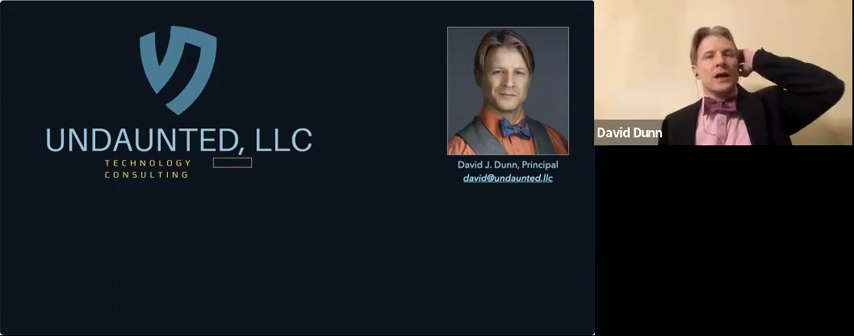 UNDAUNTED, LLC
TECHNOLOGY
CONSULTING
David J. Dunn, Principal
david@undaunted.llc
David Dunn